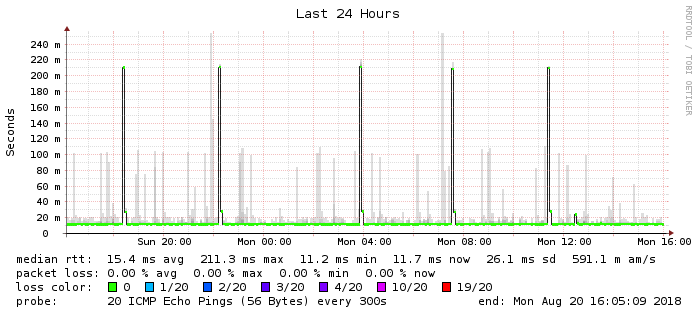 Last 24 Hours
RRDTOOL / TOBI OETIKER
Seconds
240 m
220 m
200 m
180 m
160 m
140 m
120 m
100 m
80 m
60 m
40 m
20 m
0
Sun 20:00 Mon 00:00 Mon 04:00 Mon 08:00 Mon 12:00 Mon 16:00
median rtt: 15.4 ms avg 211.3 ms max 11.2 ms min 11.7 ms now 26.1 ms sd 591.1 m am/s
packet loss: 0.00 % avg 0.00 % max 0.00 % min 0.00 % now
loss color: 0 1/20 2/20 3/20 4/20 10/20 19/20
probe: 20 ICMP Echo Pings (56 Bytes) every 300s end: Mon Aug 20 16:05:09 2018